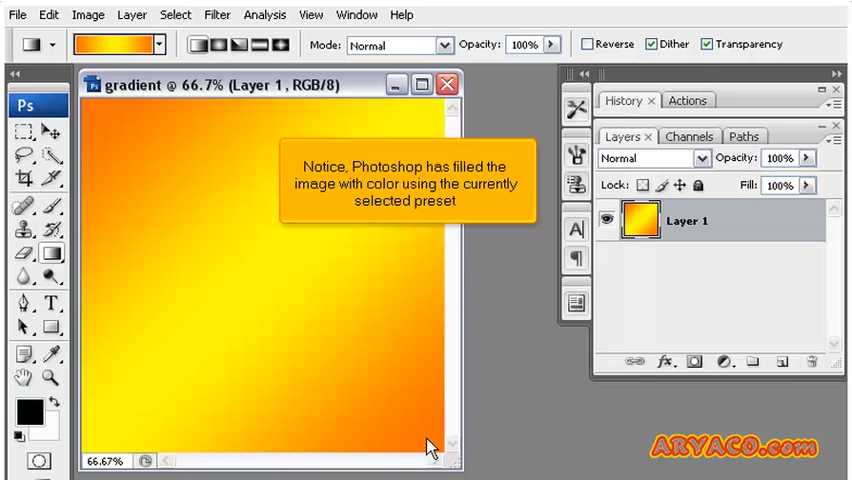 File Edit Image Layer Select Filter Analysis View Window Help
Mode: Normal Opacity: 100% Reverse Dither Transparency
Ps gradient @ 66.7% (Layer 1 , RGB/8)
Ps
History x Actions
Layers x Channels Paths
Normal Opacity: 100%
Lock: Fill: 100%
Layer 1
Notice, Photoshop has filled the
image with color using the currently
selected preset
A
T
fx
66.67%
ARYACO.com